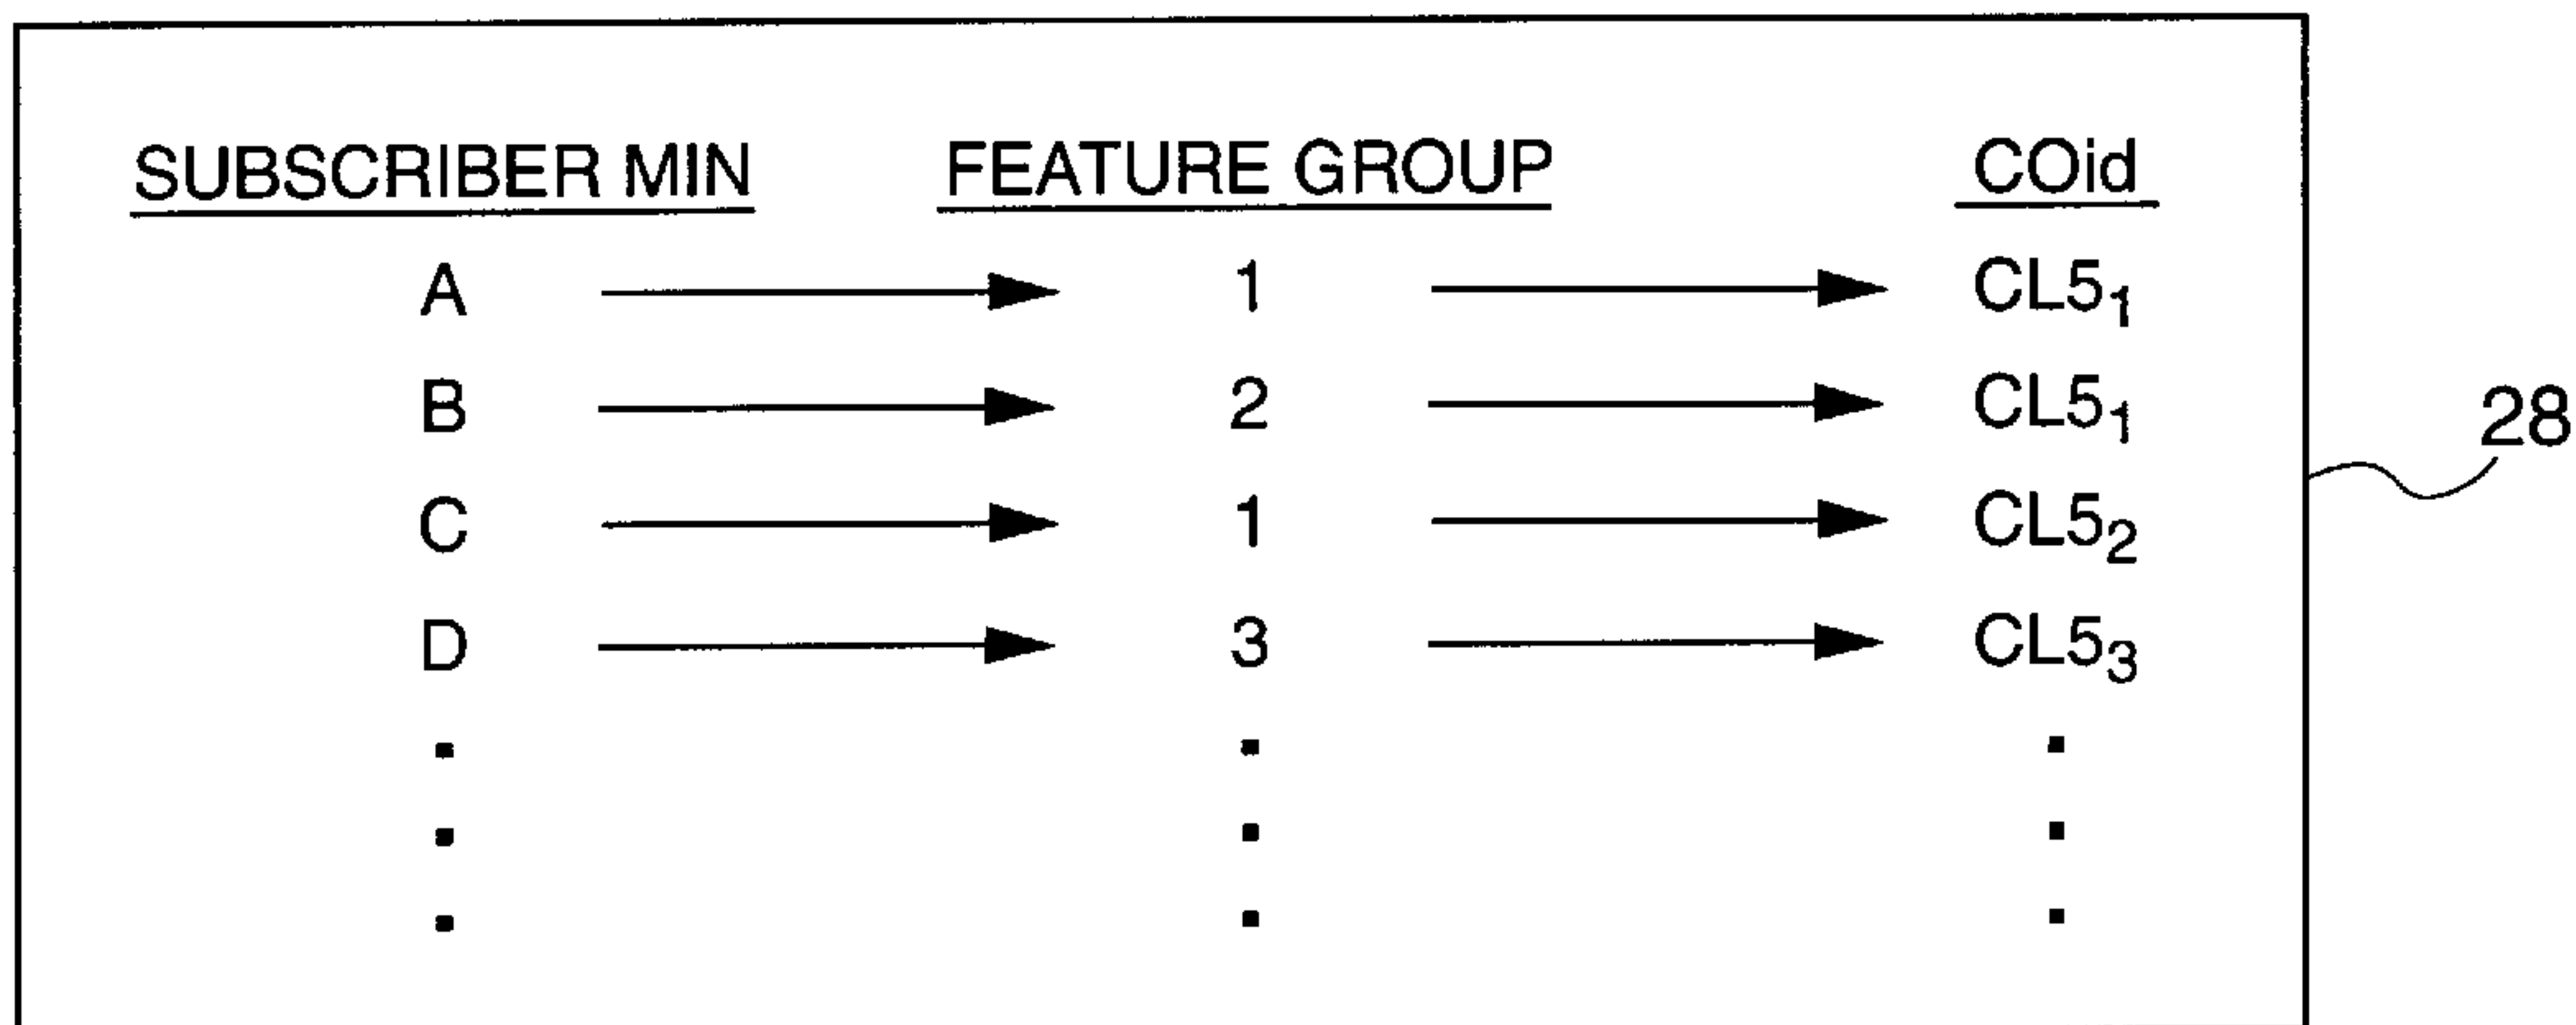 SUBSCRIBER MIN FEATURE GROUP COid
A 1 CL5₁
B 2 CL5₁
C 1 CL5₂
D 3 CL5₃
28